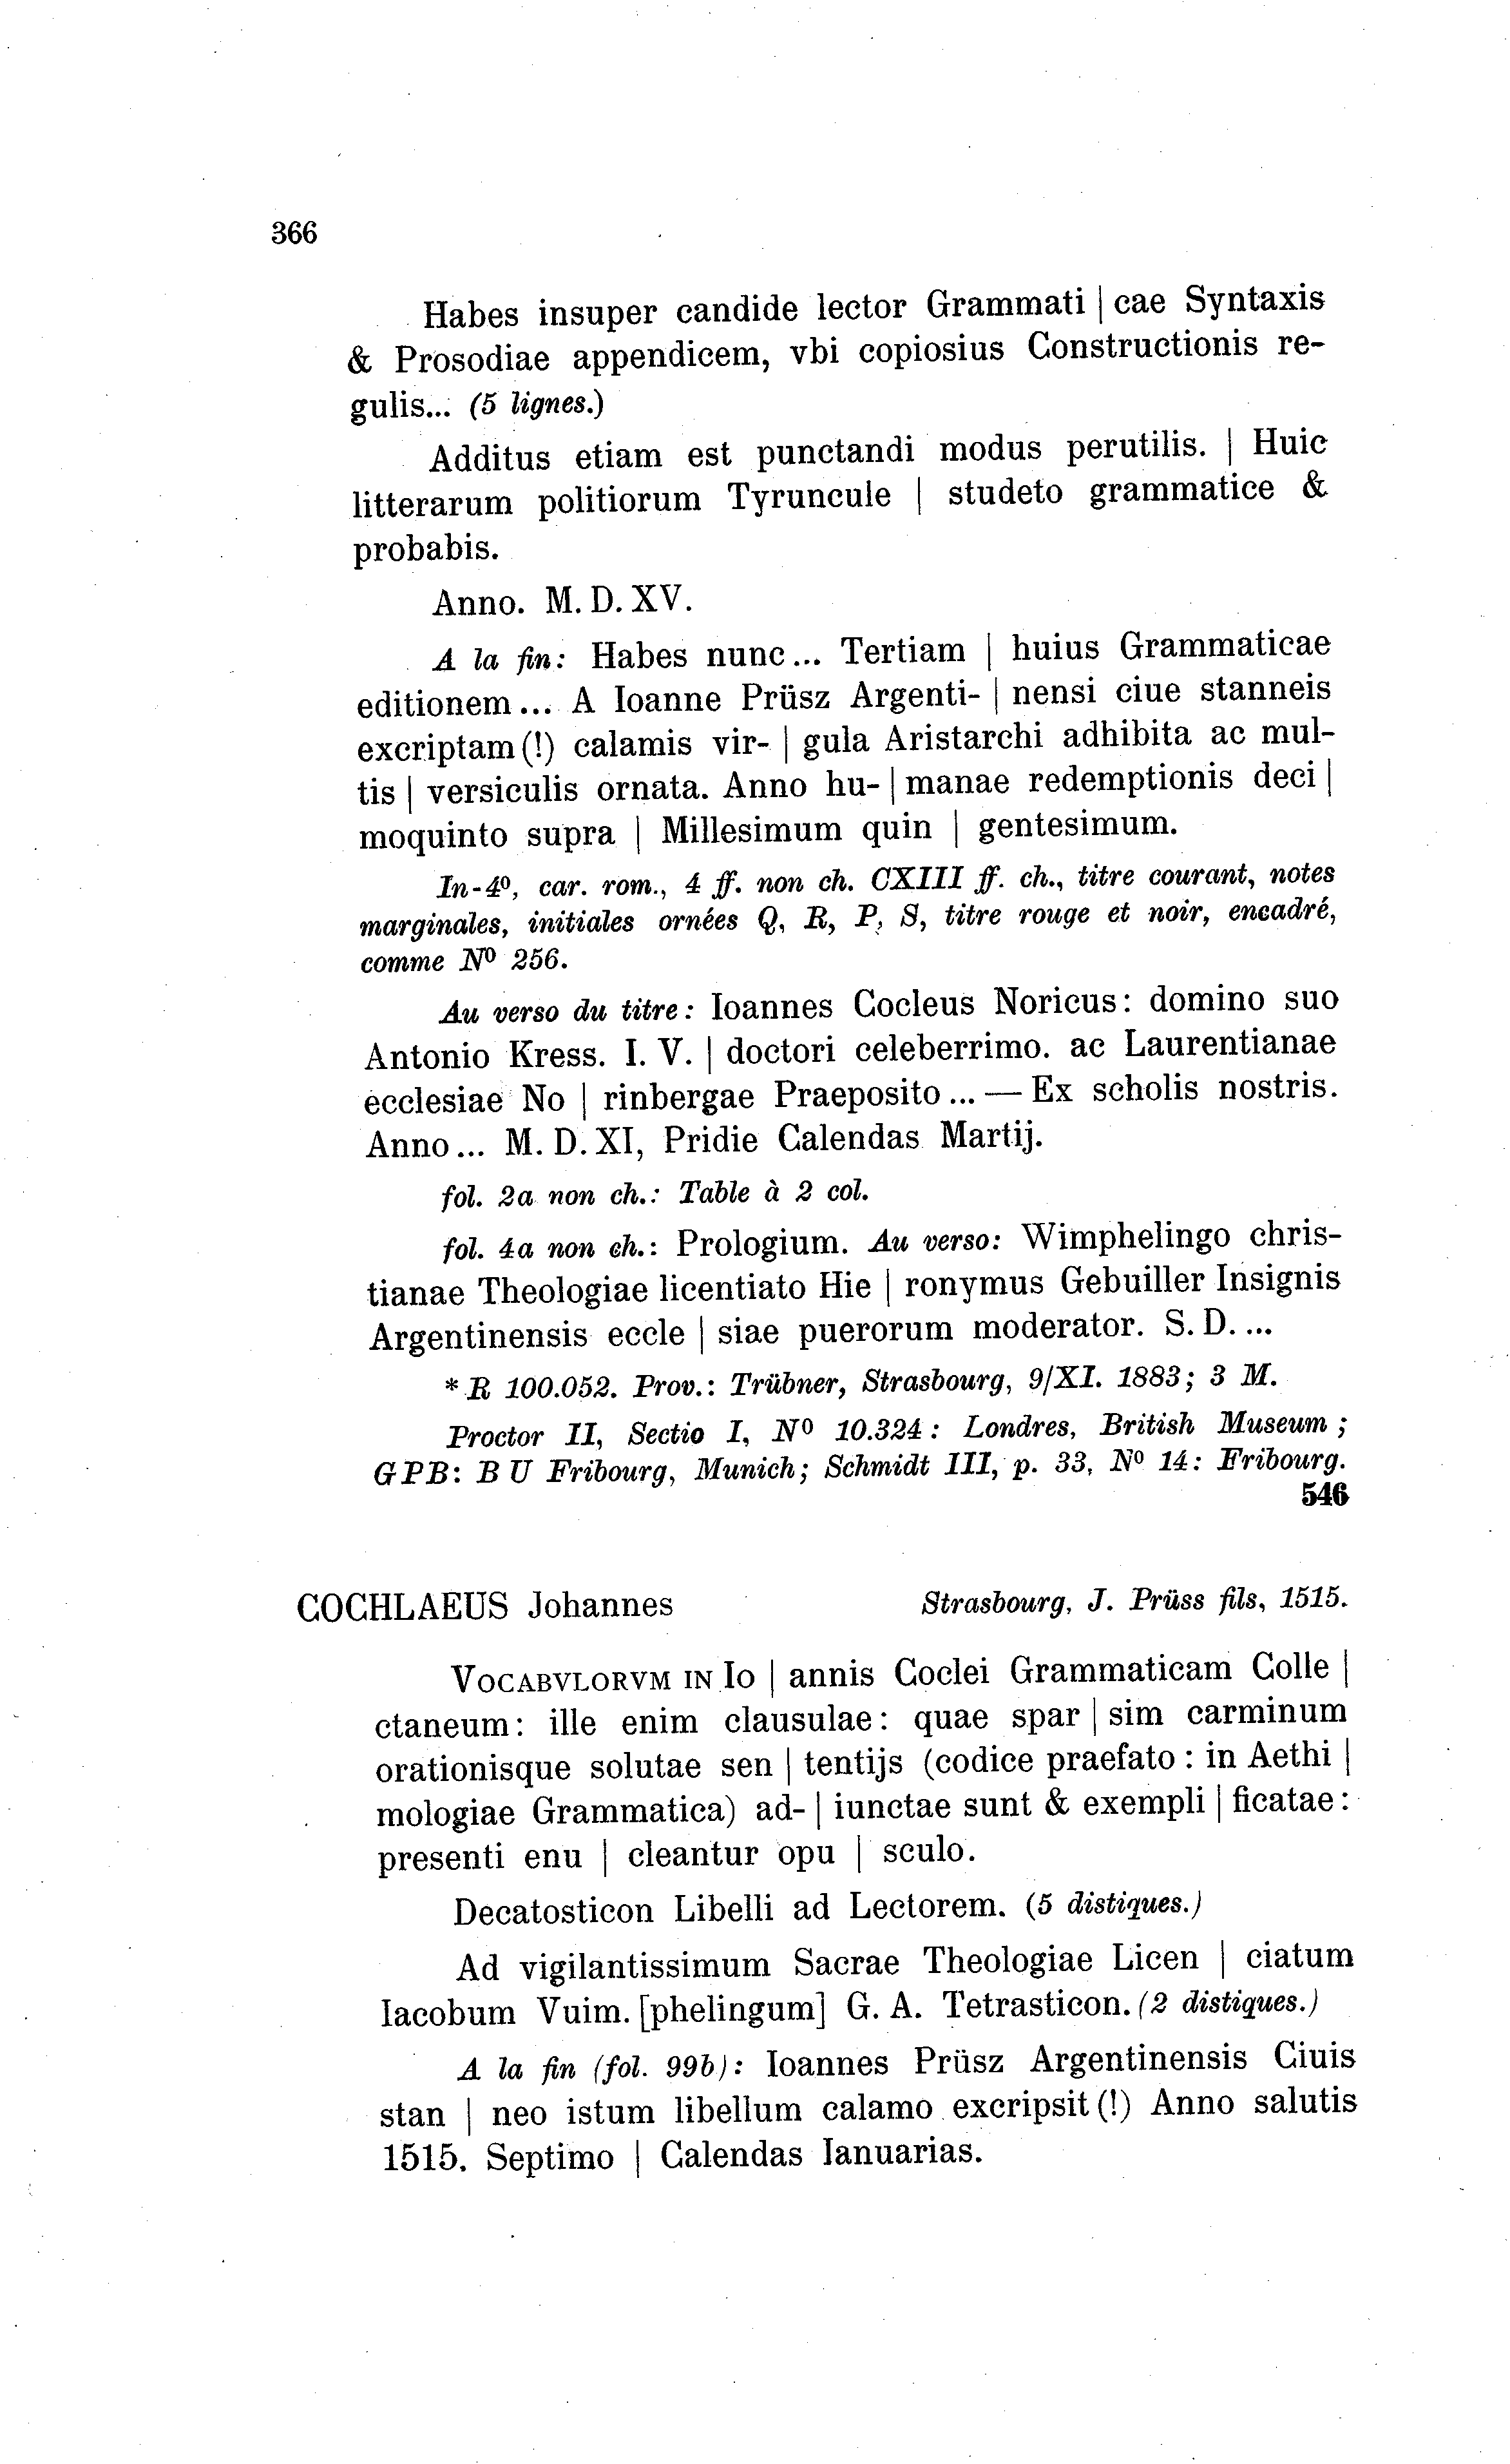 366
Habes insuper candide lector Grammati | cae Syntaxis
& Prosodiae appendicem, vbi copiosius Constructionis re-
gulis... (5 lignes.)
Additus etiam est punctandi modus perutilis. | Huic
litterarum politiorum Tyruncule | studeto grammatice &
probabis.
Anno. M. D. XV.
A la fin: Habes nunc... Tertiam | huius Grammaticae
editionem... A Ioanne Prüsz Argenti- | nensi ciue stanneis
excriptam (!) calamis vir- | gula Aristarchi adhibita ac mul-
tis | versiculis ornata. Anno hu- | manae redemptionis deci |
moquinto supra | Millesimum quin | gentesimum.
In-4º, car. rom., 4 ff. non ch. CXIII ff. ch., titre courant, notes
marginales, initiales ornées Q, R, P, S, titre rouge et noir, encadré,
comme Nº 256.
Au verso du titre: Ioannes Cocleus Noricus: domino suo
Antonio Kress. I. V. | doctori celeberrimo. ac Laurentianae
ecclesiae No | rinbergae Praeposito ... — Ex scholis nostris.
Anno... M. D. XI, Pridie Calendas Martij.
fol. 2a non ch.: Table à 2 col.
fol. 4a non ch.: Prologium. Au verso: Wimphelingo chris-
tianae Theologiae licentiato Hie | ronymus Gebuiller Insignis
Argentinensis eccle | siae puerorum moderator. S. D. ...
* R 100.052. Prov.: Trübner, Strasbourg, 9/XI. 1883; 3 M.
Proctor II, Sectio I, Nº 10.324: Londres, British Museum;
GPB: BU Fribourg, Munich; Schmidt III, p. 33, Nº 14: Fribourg.
546
COCHLAEUS Johannes Strasbourg, J. Prüss fils, 1515.
VOCABVLORVM IN Io | annis Coclei Grammaticam Colle |
ctaneum: ille enim clausulae: quae spar | sim carminum
orationisque solutae sen | tentijs (codice praefato: in Aethi |
mologiae Grammatica) ad- | iunctae sunt & exempli | ficatae:
presenti enu | cleantur opu | sculo.
Decatosticon Libelli ad Lectorem. (5 distiques.)
Ad vigilantissimum Sacrae Theologiae Licen | ciatum
Iacobum Vuim. [phelingum] G. A. Tetrasticon. (2 distiques.)
A la fin (fol. 99b): Ioannes Prüsz Argentinensis Ciuis
stan | neo istum libellum calamo excripsit (!) Anno salutis
1515. Septimo | Calendas Ianuarias.